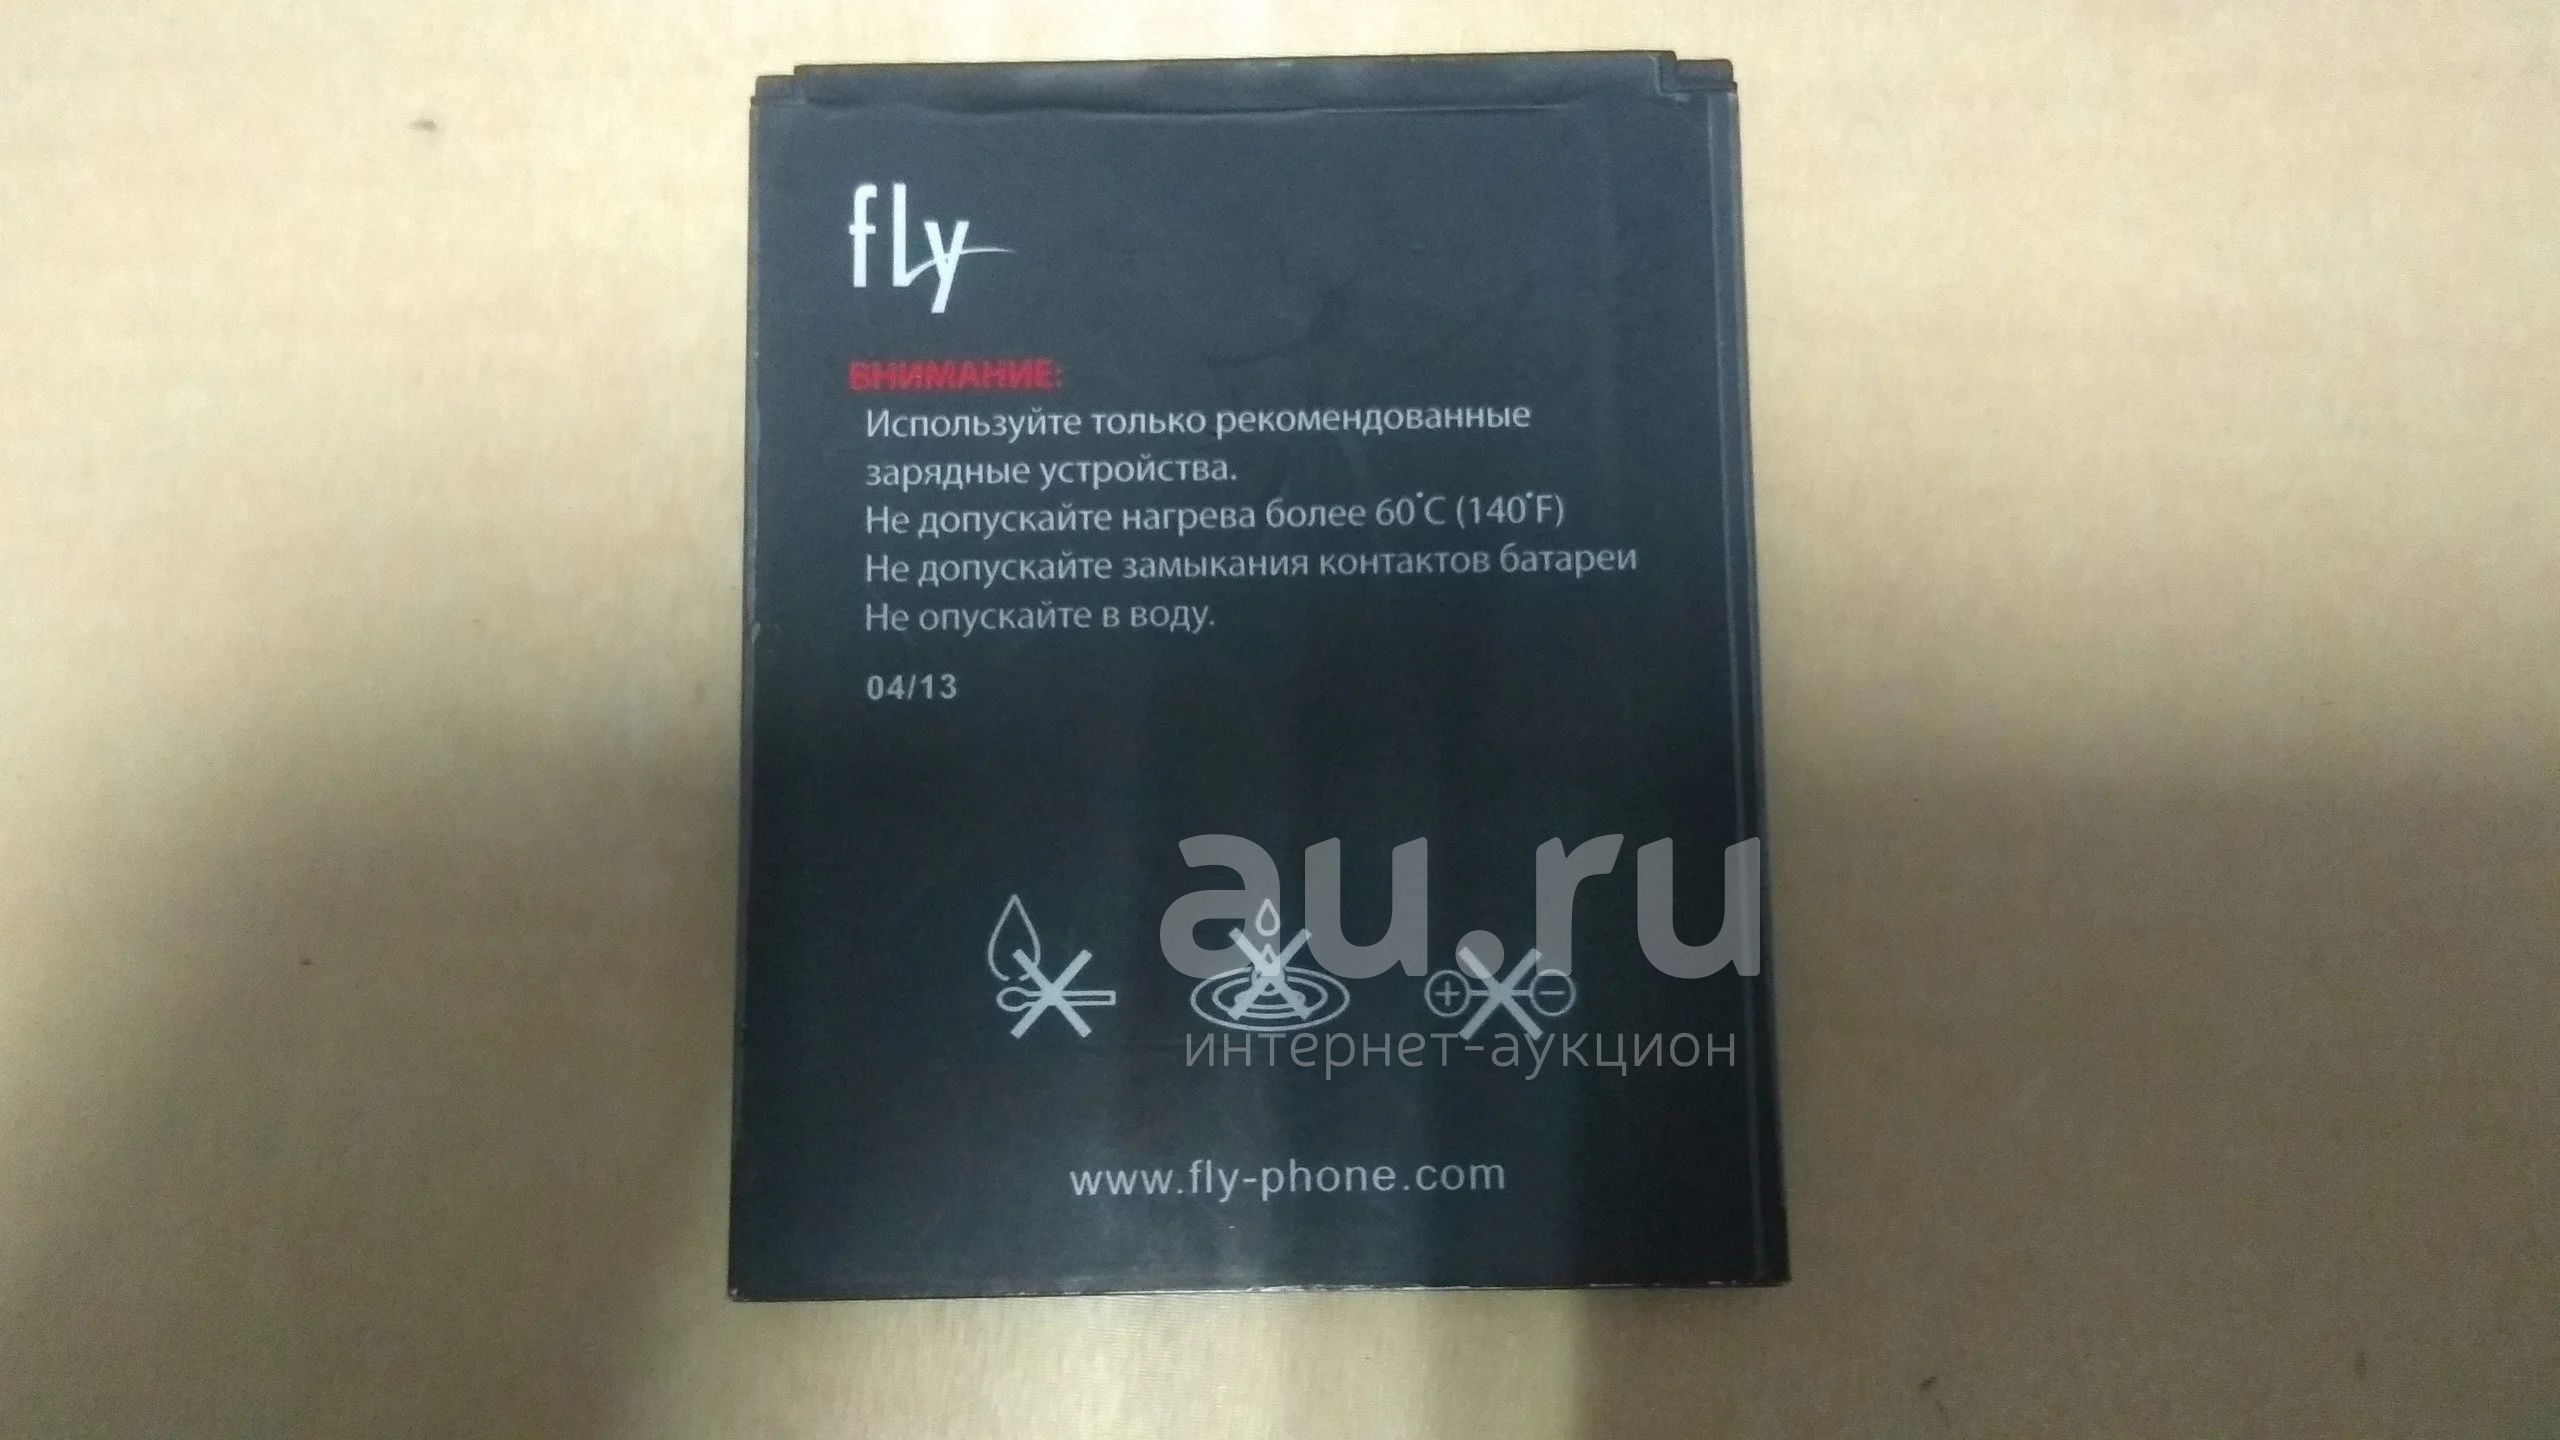 fly
ВНИМАНИЕ:
Используйте только рекомендованные
зарядные устройства.
Не допускайте нагрева более 60°C (140°F)
Не допускайте замыкания контактов батареи
Не опускайте в воду.
04/13
au.ru
интернет-аукцион
www.fly-phone.com